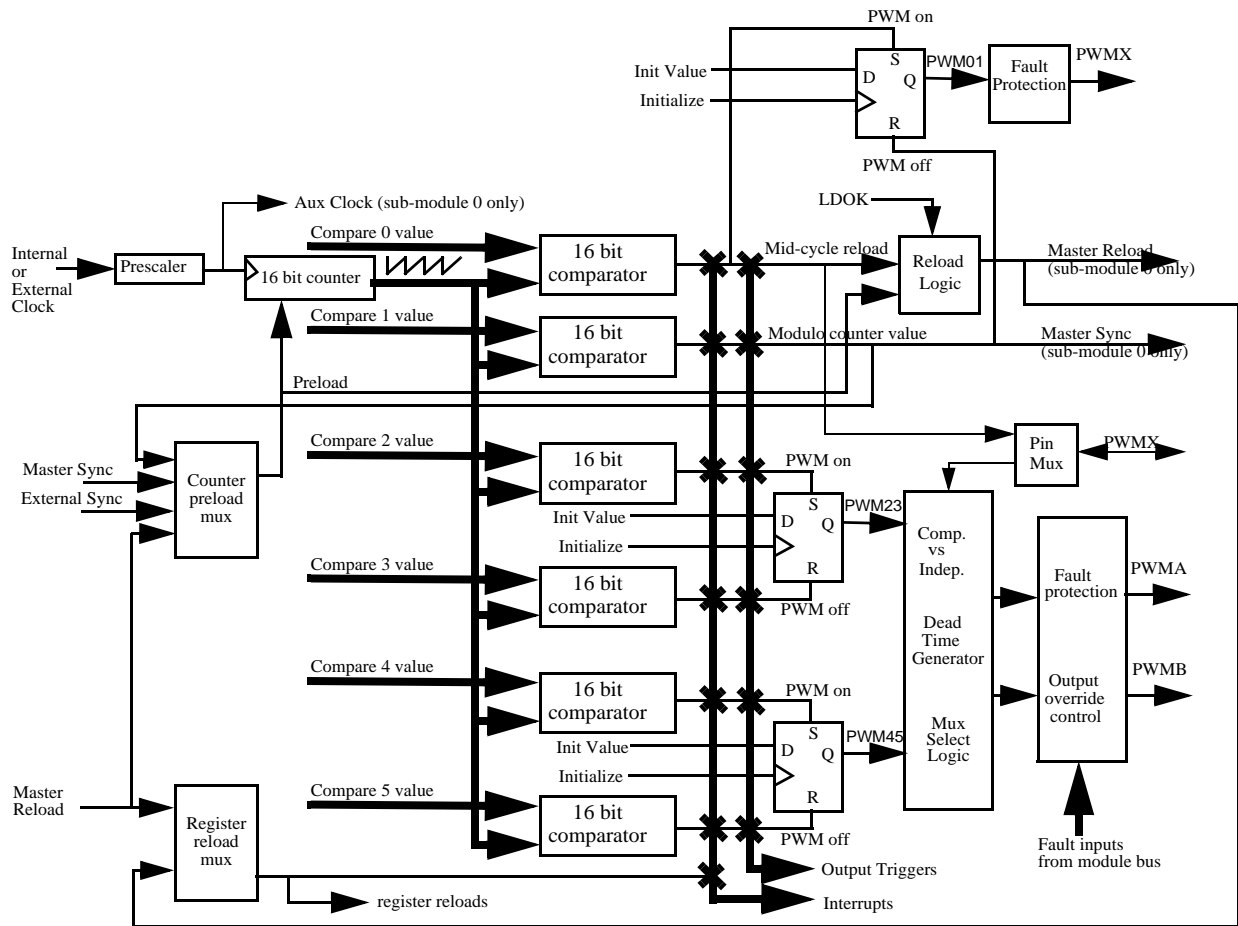 PWM on
Init Value
Initialize
S
D
Q
R
PWM01
Fault
Protection
PWMX
PWM off
LDOK
Aux Clock (sub-module 0 only)
Compare 0 value
Internal
or
External
Clock
Prescaler
16 bit counter
16 bit
comparator
Mid-cycle reload
Reload
Logic
Master Reload
(sub-module 0 only)
Compare 1 value
16 bit
comparator
Modulo counter value
Master Sync
(sub-module 0 only)
Preload
Master Sync
External Sync
Counter
preload
mux
Compare 2 value
16 bit
comparator
PWM on
Pin
Mux
PWMX
Init Value
Initialize
S
D
Q
R
PWM23
Compare 3 value
16 bit
comparator
PWM off
Comp.
vs
Indep.
Dead
Time
Generator
Mux
Select
Logic
Fault
protection
Output
override
control
PWMA
PWMB
Compare 4 value
16 bit
comparator
PWM on
Init Value
Initialize
S
D
Q
R
PWM45
Compare 5 value
16 bit
comparator
PWM off
Master
Reload
Register
reload
mux
register reloads
Output Triggers
Interrupts
Fault inputs
from module bus